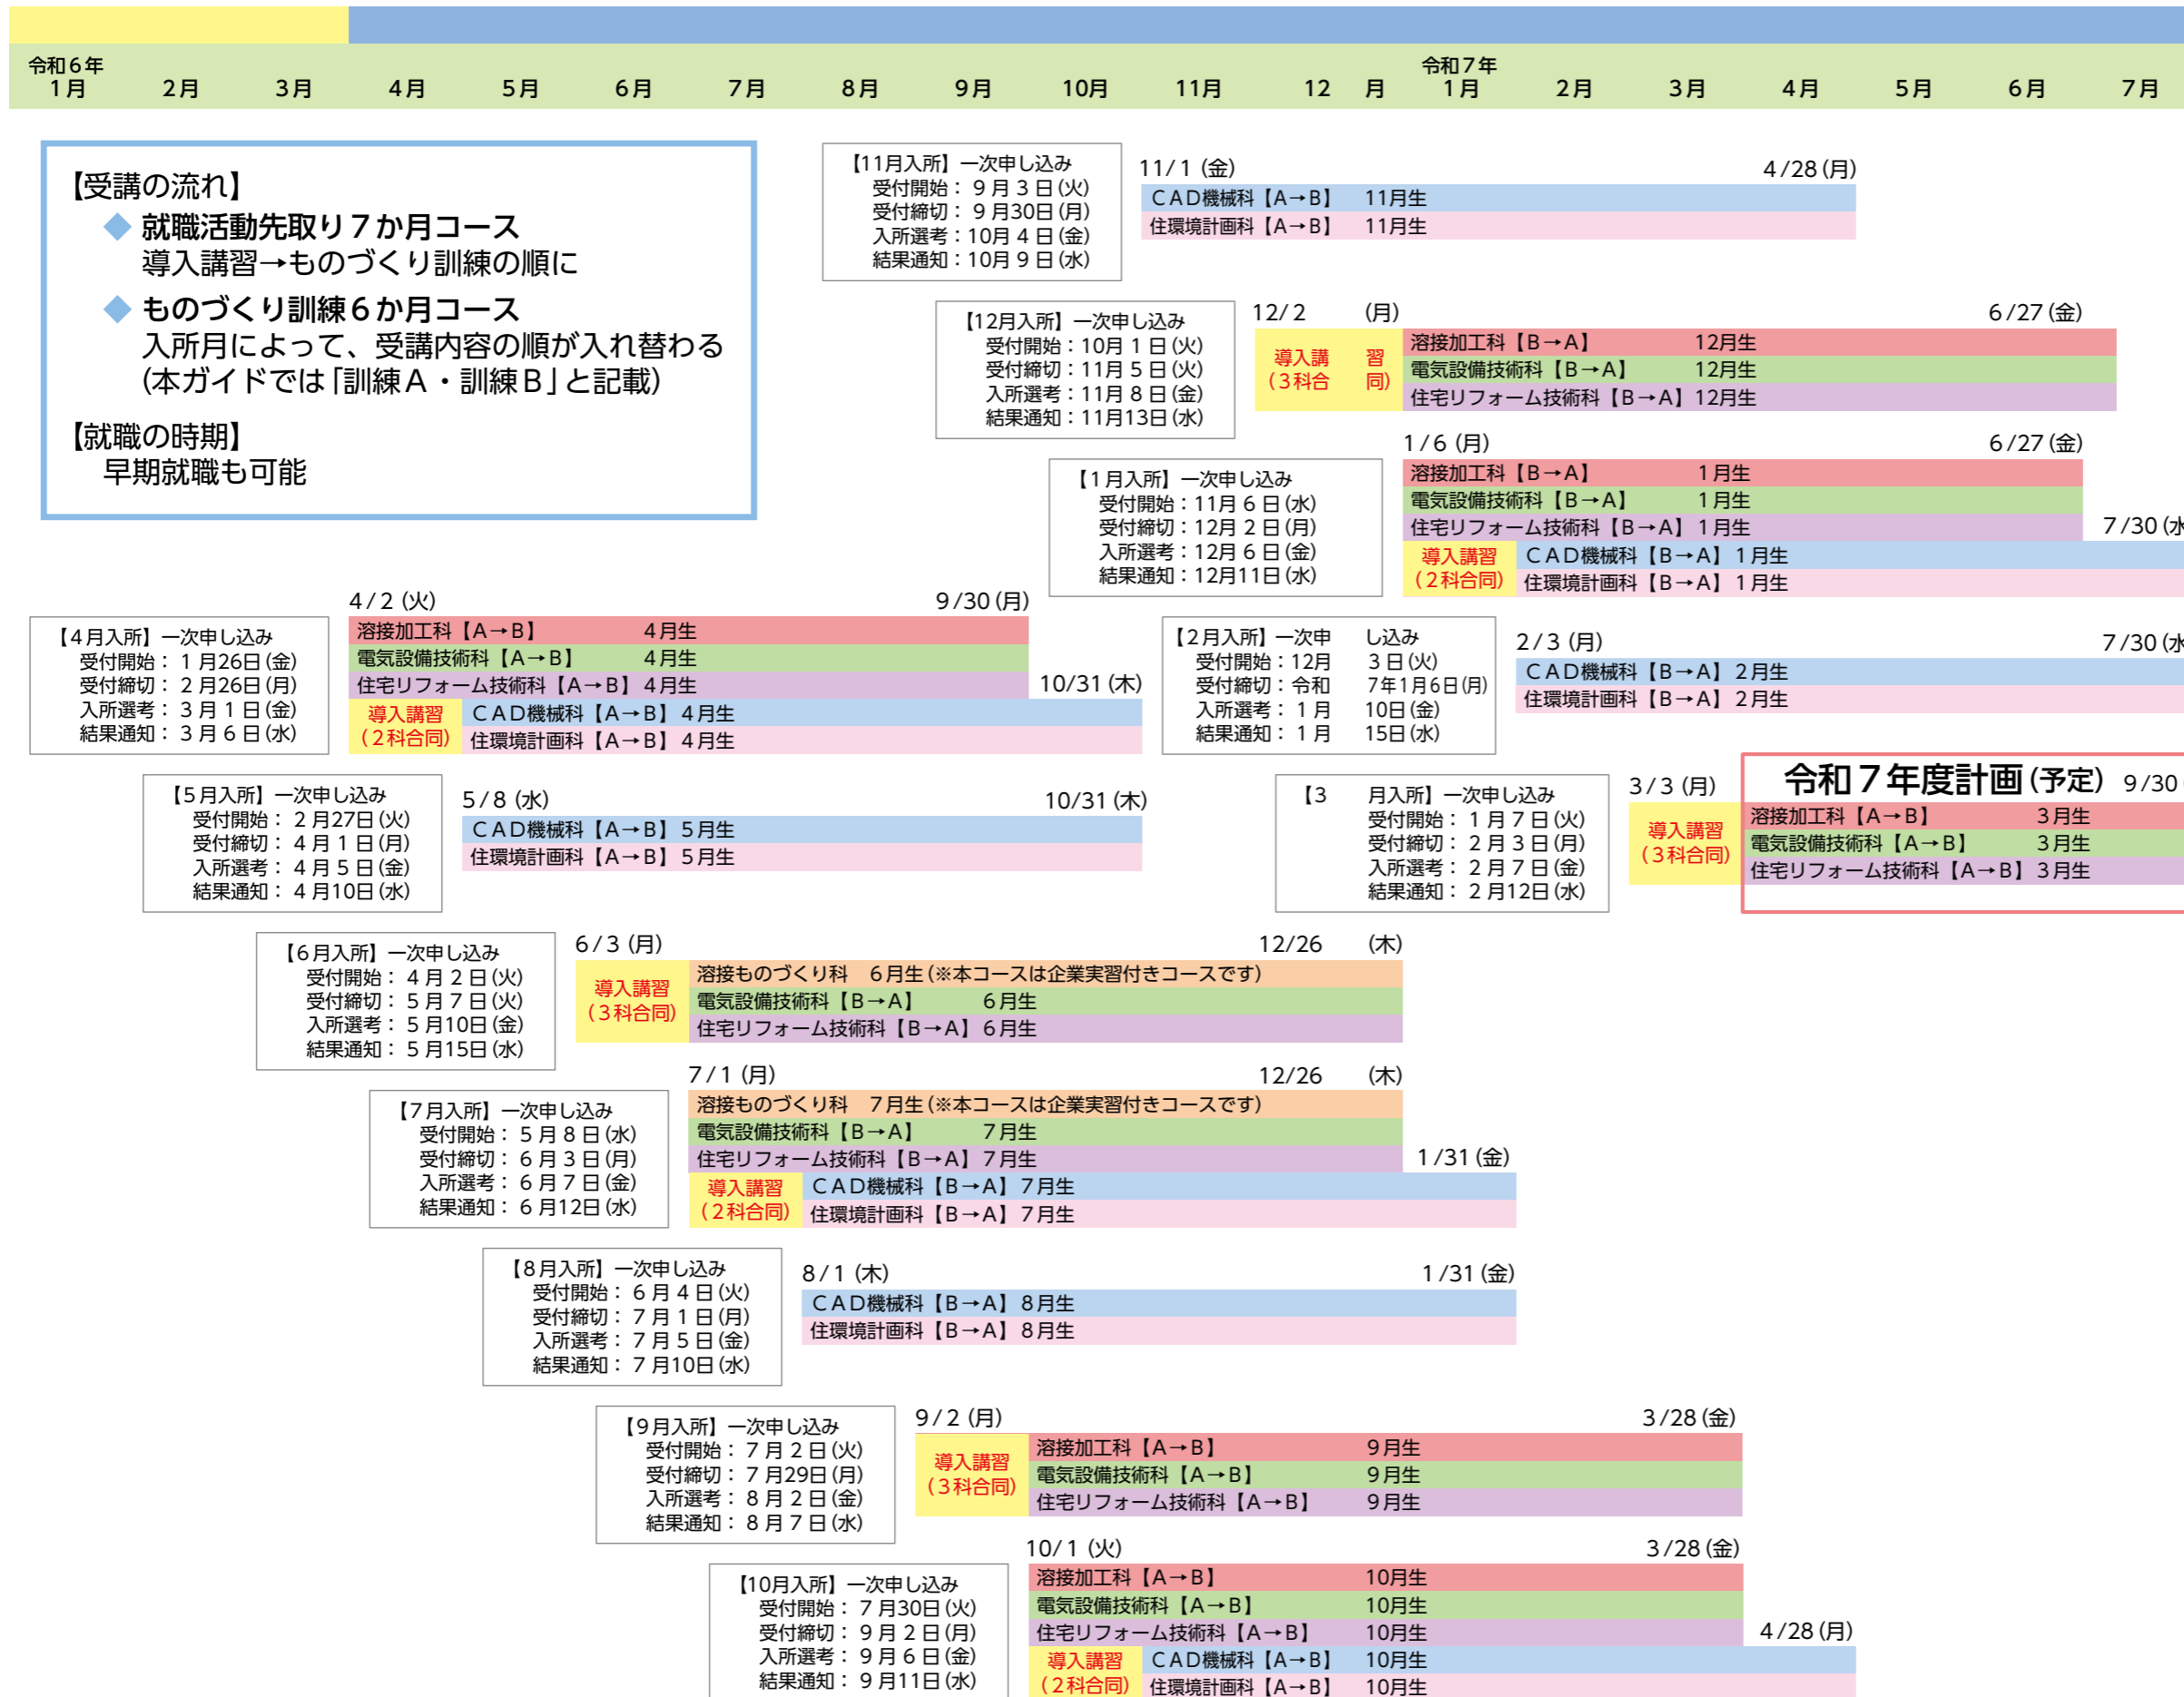 令和６年
1月 2月 3月 4月 5月 6月 7月 8月 9月 10月 11月 12 月 1月 2月 3月 4月 5月 6月 7月
令和７年
【受講の流れ】
◆ 就職活動先取り７か月コース
導入講習→ものづくり訓練の順に
◆ ものづくり訓練６か月コース
入所月によって、受講内容の順が入れ替わる
(本ガイドでは「訓練Ａ・訓練Ｂ」と記載)
【就職の時期】
早期就職も可能
【11月入所】一次申し込み
受付開始：９月３日(火)
受付締切：９月30日(月)
入所選考：10月４日(金)
結果通知：10月９日(水)
11/１(金) 4/28(月)
ＣＡＤ機械科【Ａ→Ｂ】 11月生
住環境計画科【Ａ→Ｂ】 11月生
【12月入所】一次申し込み
受付開始：10月１日(火)
受付締切：11月５日(火)
入所選考：11月８日(金)
結果通知：11月13日(水)
12/２ (月) 6/27(金)
導入講 習
(３科合 同)
溶接加工科【Ｂ→Ａ】 12月生
電気設備技術科【Ｂ→Ａ】 12月生
住宅リフォーム技術科【Ｂ→Ａ】12月生
【１月入所】一次申し込み
受付開始：11月６日(水)
受付締切：12月２日(月)
入所選考：12月６日(金)
結果通知：12月11日(水)
1/６(月) 6/27(金)
溶接加工科【Ｂ→Ａ】 １月生
電気設備技術科【Ｂ→Ａ】 １月生
住宅リフォーム技術科【Ｂ→Ａ】１月生
7/30(水
導入講習
(２科合同)
ＣＡＤ機械科【Ｂ→Ａ】１月生
住環境計画科【Ｂ→Ａ】１月生
【４月入所】一次申し込み
受付開始：１月26日(金)
受付締切：２月26日(月)
入所選考：３月１日(金)
結果通知：３月６日(水)
4/２(火) 9/30(月)
溶接加工科【Ａ→Ｂ】 ４月生
電気設備技術科【Ａ→Ｂ】 ４月生
住宅リフォーム技術科【Ａ→Ｂ】４月生
10/31(木)
導入講習
(２科合同)
ＣＡＤ機械科【Ａ→Ｂ】４月生
住環境計画科【Ａ→Ｂ】４月生
【２月入所】一次申 し込み
受付開始：12月 ３日(火)
受付締切：令和 7年1月6日(月)
入所選考：１月 10日(金)
結果通知：１月 15日(水)
2/３(月) 7/30(水
ＣＡＤ機械科【Ｂ→Ａ】２月生
住環境計画科【Ｂ→Ａ】２月生
【５月入所】一次申し込み
受付開始：２月27日(火)
受付締切：４月１日(月)
入所選考：４月５日(金)
結果通知：４月10日(水)
5/８(水) 10/31(木)
ＣＡＤ機械科【Ａ→Ｂ】５月生
住環境計画科【Ａ→Ｂ】５月生
【３ 月入所】一次申し込み
受付開始：１月７日(火)
受付締切：２月３日(月)
入所選考：２月７日(金)
結果通知：２月12日(水)
3/３(月)
導入講習
(３科合同)
令和７年度計画(予定) 9/30
溶接加工科【Ａ→Ｂ】 ３月生
電気設備技術科【Ａ→Ｂ】 ３月生
住宅リフォーム技術科【Ａ→Ｂ】３月生
【６月入所】一次申し込み
受付開始：４月２日(火)
受付締切：５月７日(火)
入所選考：５月10日(金)
結果通知：５月15日(水)
6/３(月) 12/26 (木)
導入講習
(３科合同)
溶接ものづくり科 ６月生(※本コースは企業実習付きコースです)
電気設備技術科【Ｂ→Ａ】 ６月生
住宅リフォーム技術科【Ｂ→Ａ】６月生
【７月入所】一次申し込み
受付開始：５月８日(水)
受付締切：６月３日(月)
入所選考：６月７日(金)
結果通知：６月12日(水)
7/１(月) 12/26 (木)
溶接ものづくり科 ７月生(※本コースは企業実習付きコースです)
電気設備技術科【Ｂ→Ａ】 ７月生
住宅リフォーム技術科【Ｂ→Ａ】７月生
1/31(金)
導入講習
(２科合同)
ＣＡＤ機械科【Ｂ→Ａ】７月生
住環境計画科【Ｂ→Ａ】７月生
【８月入所】一次申し込み
受付開始：６月４日(火)
受付締切：７月１日(月)
入所選考：７月５日(金)
結果通知：７月10日(水)
8/１(木) 1/31(金)
ＣＡＤ機械科【Ｂ→Ａ】８月生
住環境計画科【Ｂ→Ａ】８月生
【９月入所】一次申し込み
受付開始：７月２日(火)
受付締切：７月29日(月)
入所選考：８月２日(金)
結果通知：８月７日(水)
9/２(月) 3/28(金)
導入講習
(３科合同)
溶接加工科【Ａ→Ｂ】 ９月生
電気設備技術科【Ａ→Ｂ】 ９月生
住宅リフォーム技術科【Ａ→Ｂ】 ９月生
【10月入所】一次申し込み
受付開始：７月30日(火)
受付締切：９月２日(月)
入所選考：９月６日(金)
結果通知：９月11日(水)
10/１(火) 3/28(金)
溶接加工科【Ａ→Ｂ】 10月生
電気設備技術科【Ａ→Ｂ】 10月生
住宅リフォーム技術科【Ａ→Ｂ】 10月生
4/28(月)
導入講習
(２科合同)
ＣＡＤ機械科【Ａ→Ｂ】 10月生
住環境計画科【Ａ→Ｂ】 10月生